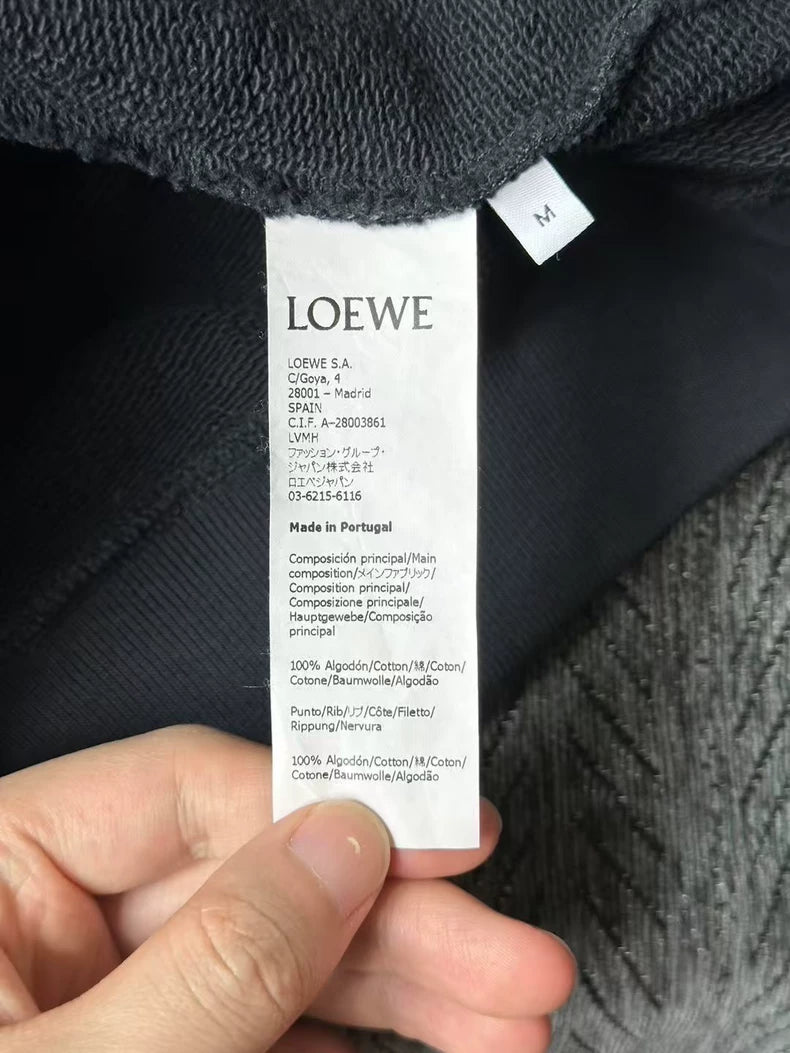 M
LOEWE
LOEWE S.A.
C/Goya, 4
28001 – Madrid
SPAIN
C.I.F. A–28003861
LVMH
ファッション・グループ・
ジャパン株式会社
ロエベジャパン
03-6215-6116
Made in Portugal
Composición principal/Main
composition/メインファブリック/
Composition principal/
Composizione principale/
Hauptgewebe/Composição
principal
100% Algodón/Cotton/綿/Coton/
Cotone/Baumwolle/Algodão
Punto/Rib/リブ/Côte/Filetto/
Rippung/Nervura
100% Algodón/Cotton/綿/Coton/
Cotone/Baumwolle/Algodão